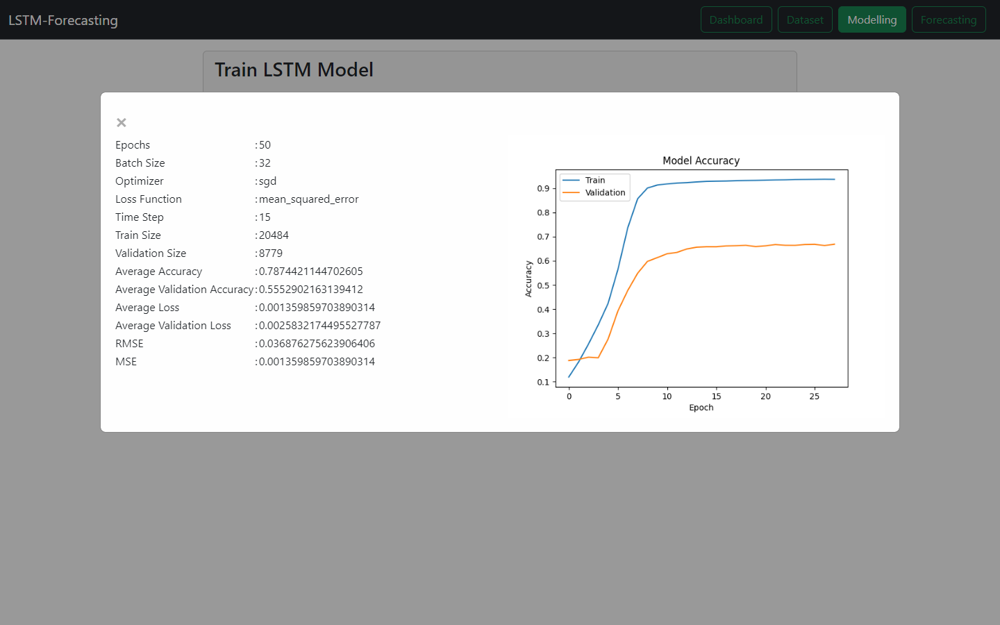 LSTM-Forecasting Dashboard Dataset Modelling Forecasting
Train LSTM Model
×
Epochs :50
Batch Size :32
Optimizer :sgd
Loss Function :mean_squared_error
Time Step :15
Train Size :20484
Validation Size :8779
Average Accuracy :0.7874421144702605
Average Validation Accuracy :0.5552902163139412
Average Loss :0.001359859703890314
Average Validation Loss :0.0025832174495527787
RMSE :0.036876275623906406
MSE :0.001359859703890314
Model Accuracy
Train
Validation
0.9
0.8
0.7
0.6
0.5
0.4
0.3
0.2
0.1
Accuracy
0 5 10 15 20 25
Epoch